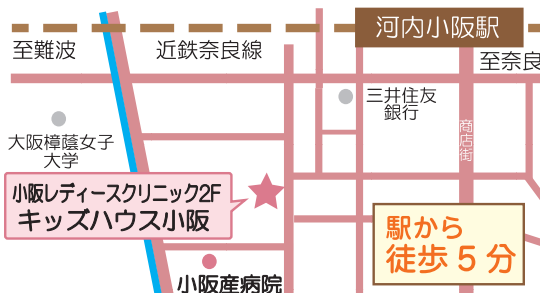 河内小阪駅
至難波
近鉄奈良線
至奈良
三井住友
銀行
大阪樟蔭女子
大学
商店街
小阪レディースクリニック2F
キッズハウス小阪
駅から
徒歩5分
小阪産病院